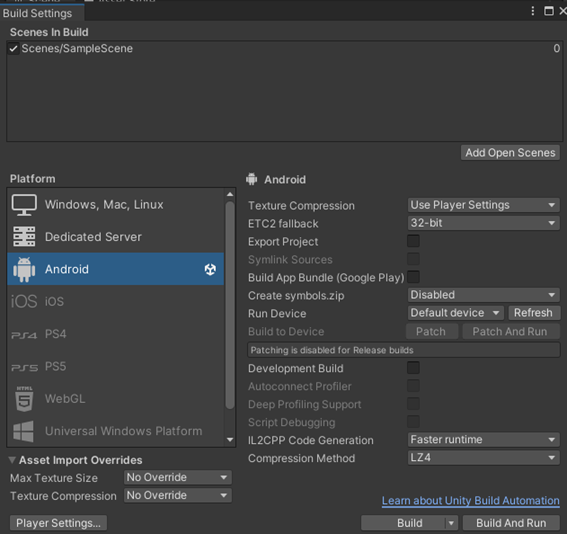 Build Settings
Scenes In Build
Scenes/SampleScene 0
Add Open Scenes
Platform
Windows, Mac, Linux
Dedicated Server
Android
iOS iOS
PS4 PS4
PS5 PS5
HTML 5 WebGL
Universal Windows Platform
Asset Import Overrides
Max Texture Size No Override
Texture Compression No Override
Player Settings...
Android
Texture Compression Use Player Settings
ETC2 fallback 32-bit
Export Project
Symlink Sources
Build App Bundle (Google Play)
Create symbols.zip Disabled
Run Device Default device Refresh
Build to Device Patch Patch And Run
Patching is disabled for Release builds
Development Build
Autoconnect Profiler
Deep Profiling Support
Script Debugging
IL2CPP Code Generation Faster runtime
Compression Method LZ4
Learn about Unity Build Automation
Build Build And Run